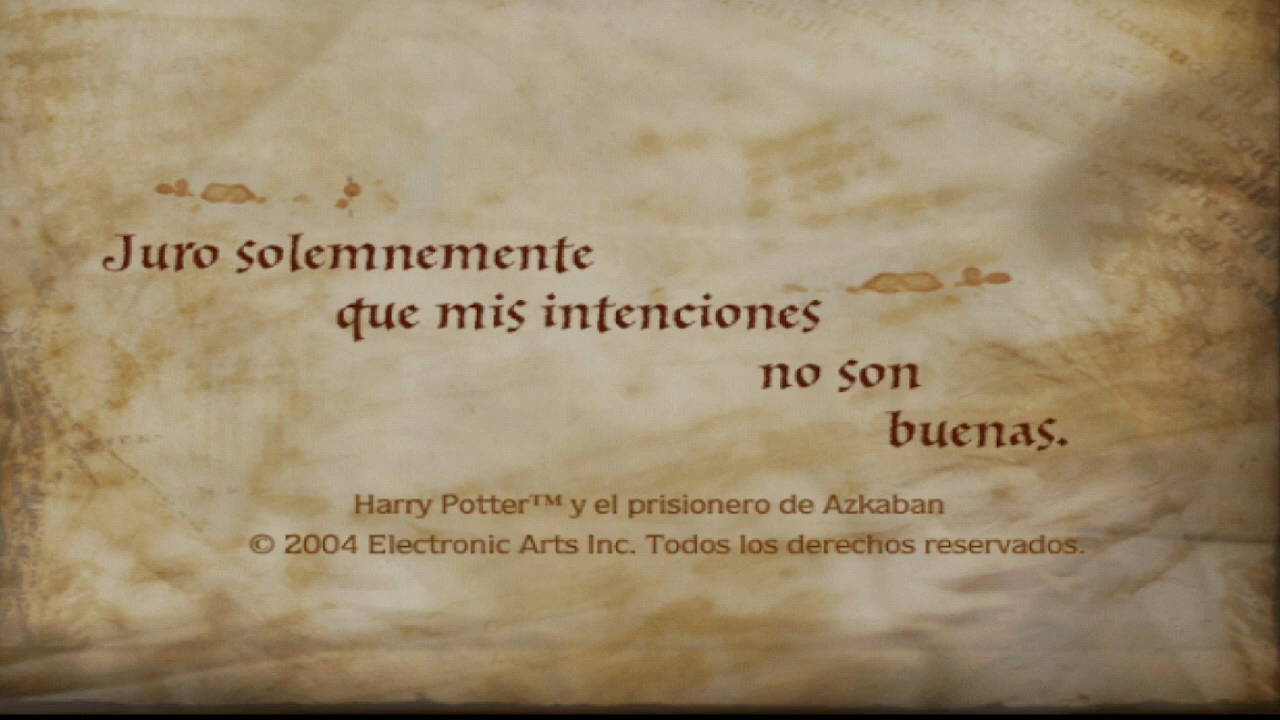 Juro solemnemente
que mis intenciones
no son
buenas.
Harry Potter™ y el prisionero de Azkaban
© 2004 Electronic Arts Inc. Todos los derechos reservados.